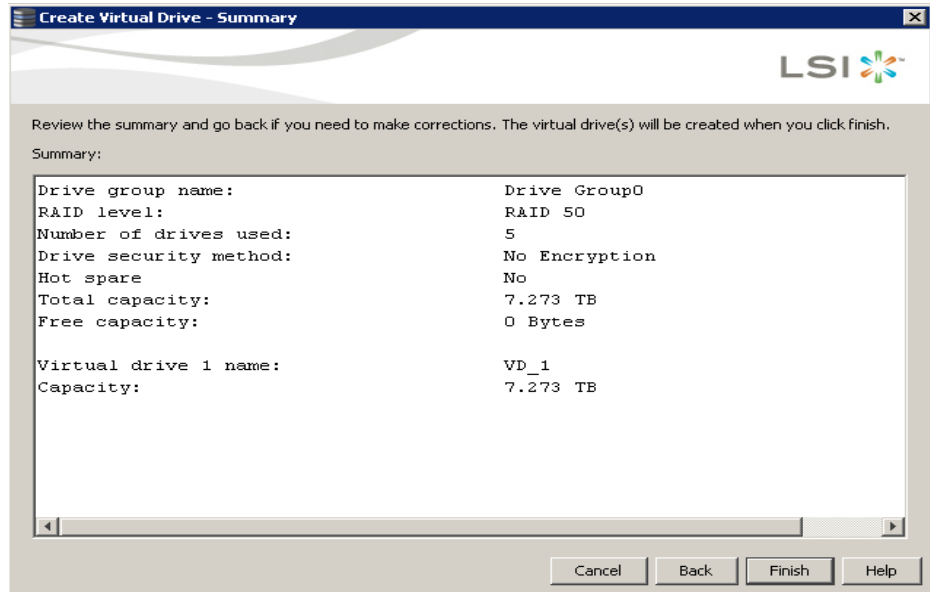 Create Virtual Drive - Summary
LSI™
Review the summary and go back if you need to make corrections. The virtual drive(s) will be created when you click finish.
Summary:
Drive group name: Drive Group0
RAID level: RAID 50
Number of drives used: 5
Drive security method: No Encryption
Hot spare No
Total capacity: 7.273 TB
Free capacity: 0 Bytes
Virtual drive 1 name: VD_1
Capacity: 7.273 TB
Cancel Back Finish Help